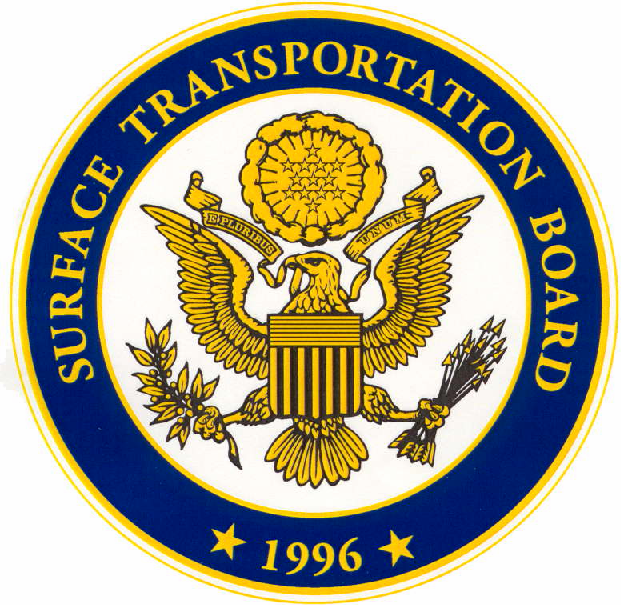 SURFACE TRANSPORTATION BOARD
E PLURIBUS UNUM
1996